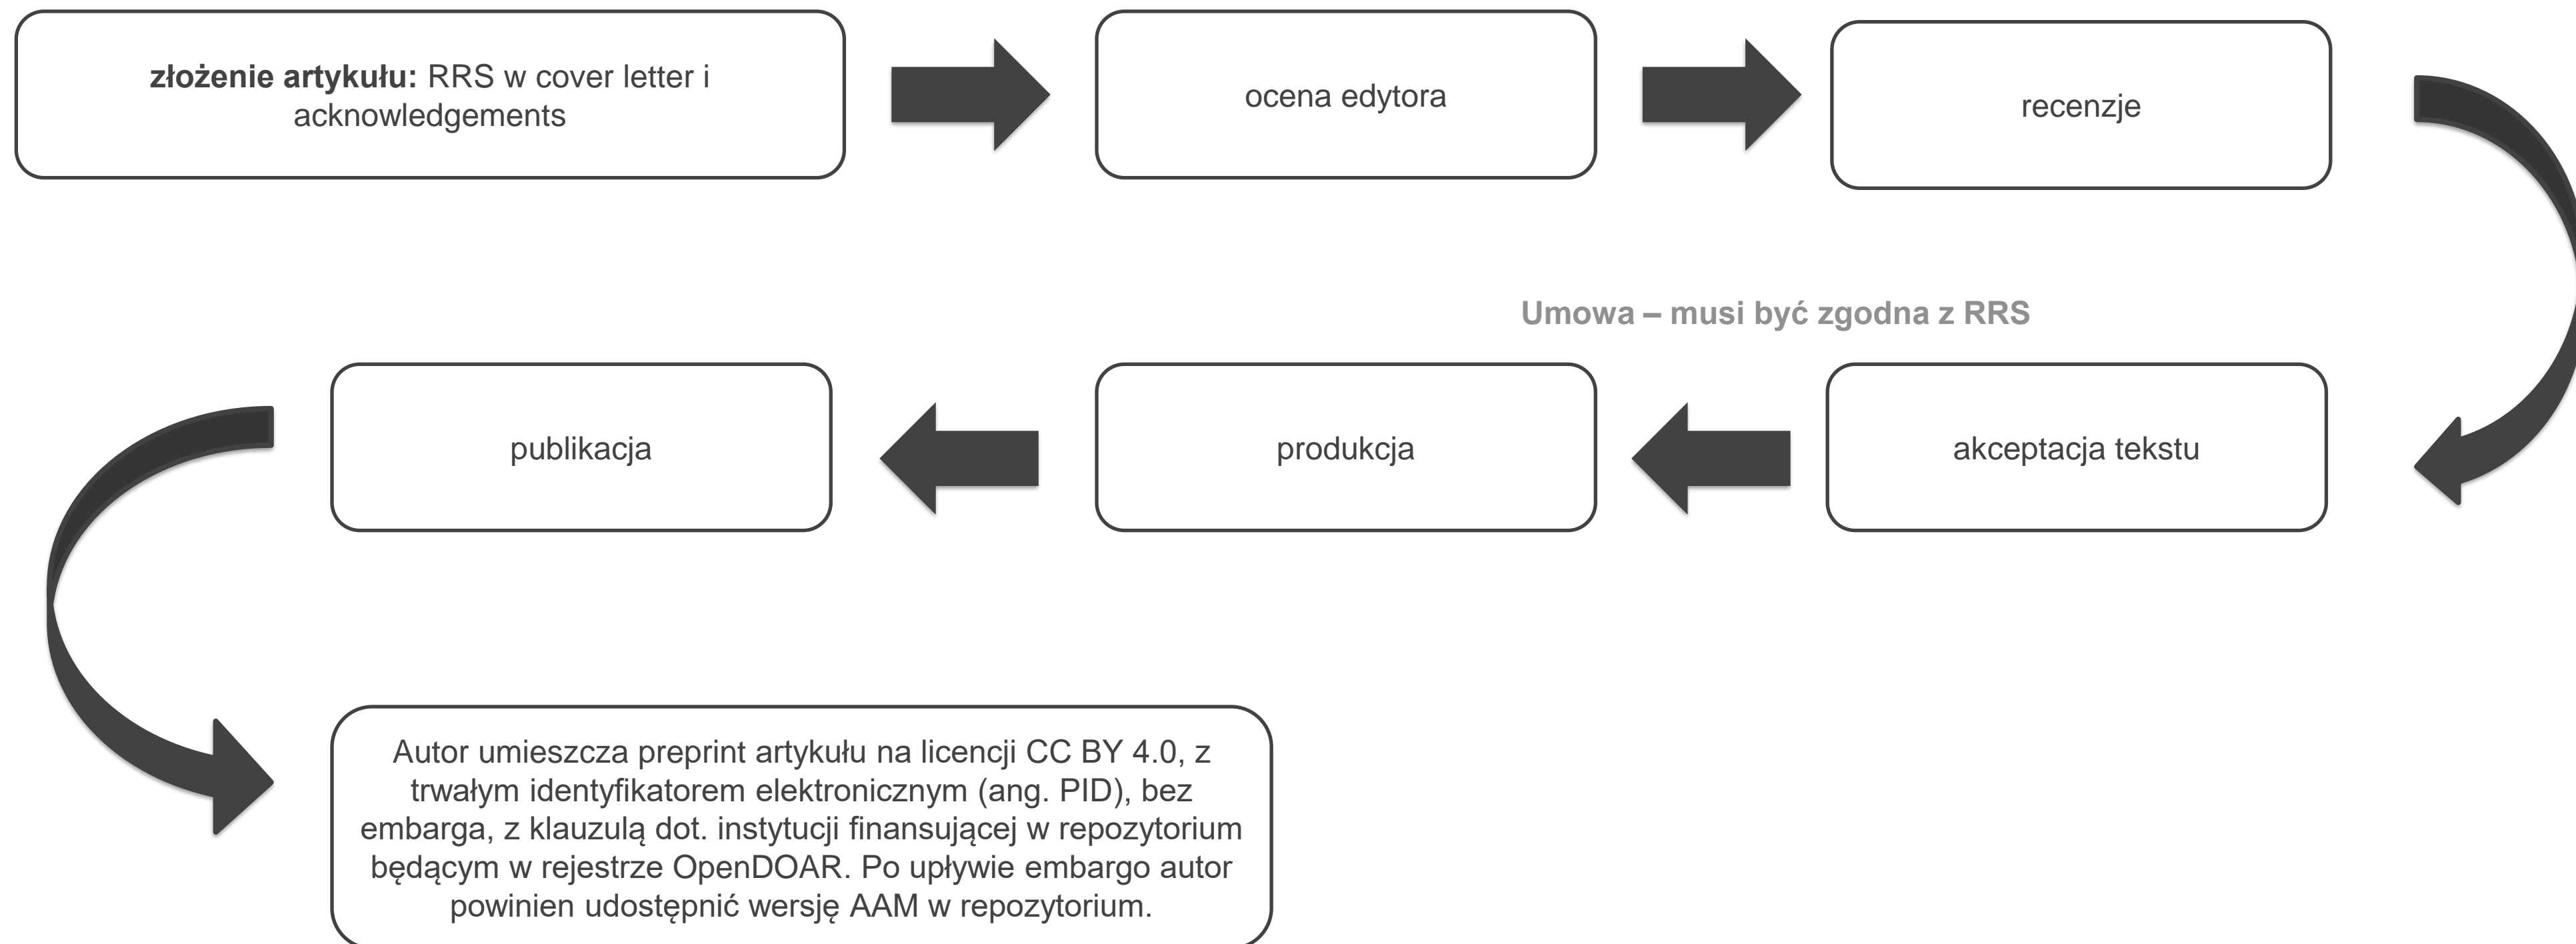 złożenie artykułu: RRS w cover letter i
acknowledgements
ocena edytora
recenzje
Umowa – musi być zgodna z RRS
publikacja
produkcja
akceptacja tekstu
Autor umieszcza preprint artykułu na licencji CC BY 4.0, z
trwałym identyfikatorem elektronicznym (ang. PID), bez
embarga, z klauzulą dot. instytucji finansującej w repozytorium
będącym w rejestrze OpenDOAR. Po upływie embargo autor
powinien udostępnić wersję AAM w repozytorium.